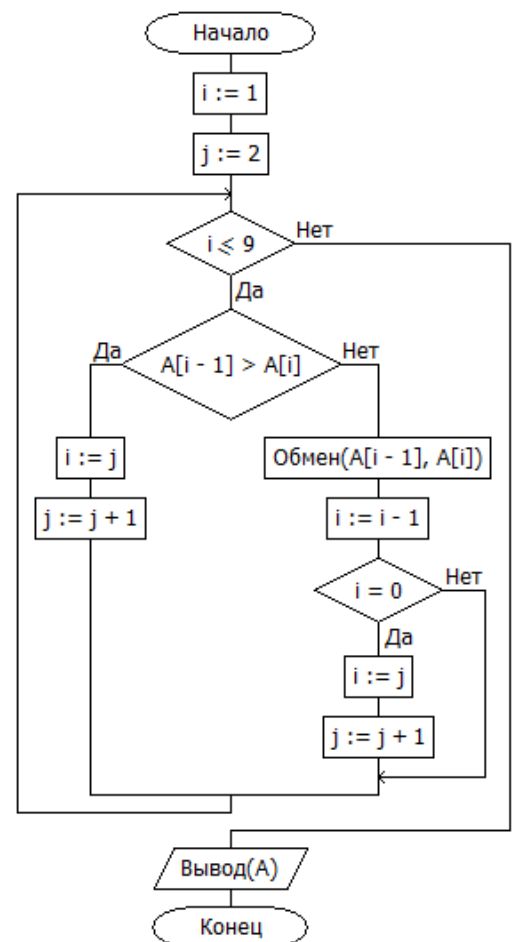 Начало
i := 1
j := 2
i ⩽ 9
Нет
Да
A[i - 1] > A[i]
Да
Нет
i := j
j := j + 1
Обмен(A[i - 1], A[i])
i := i - 1
i = 0
Нет
Да
i := j
j := j + 1
Вывод(A)
Конец